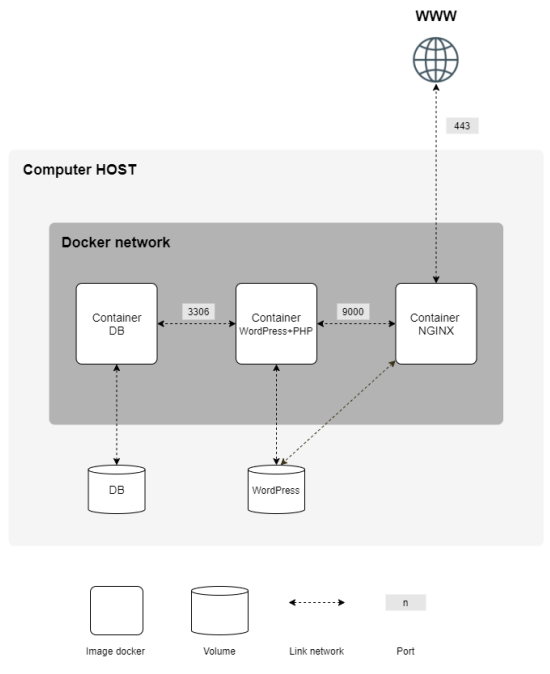 WWW
443
Computer HOST
Docker network
Container
DB
3306
Container
WordPress+PHP
9000
Container
NGINX
DB
WordPress
n
Image docker
Volume
Link network
Port